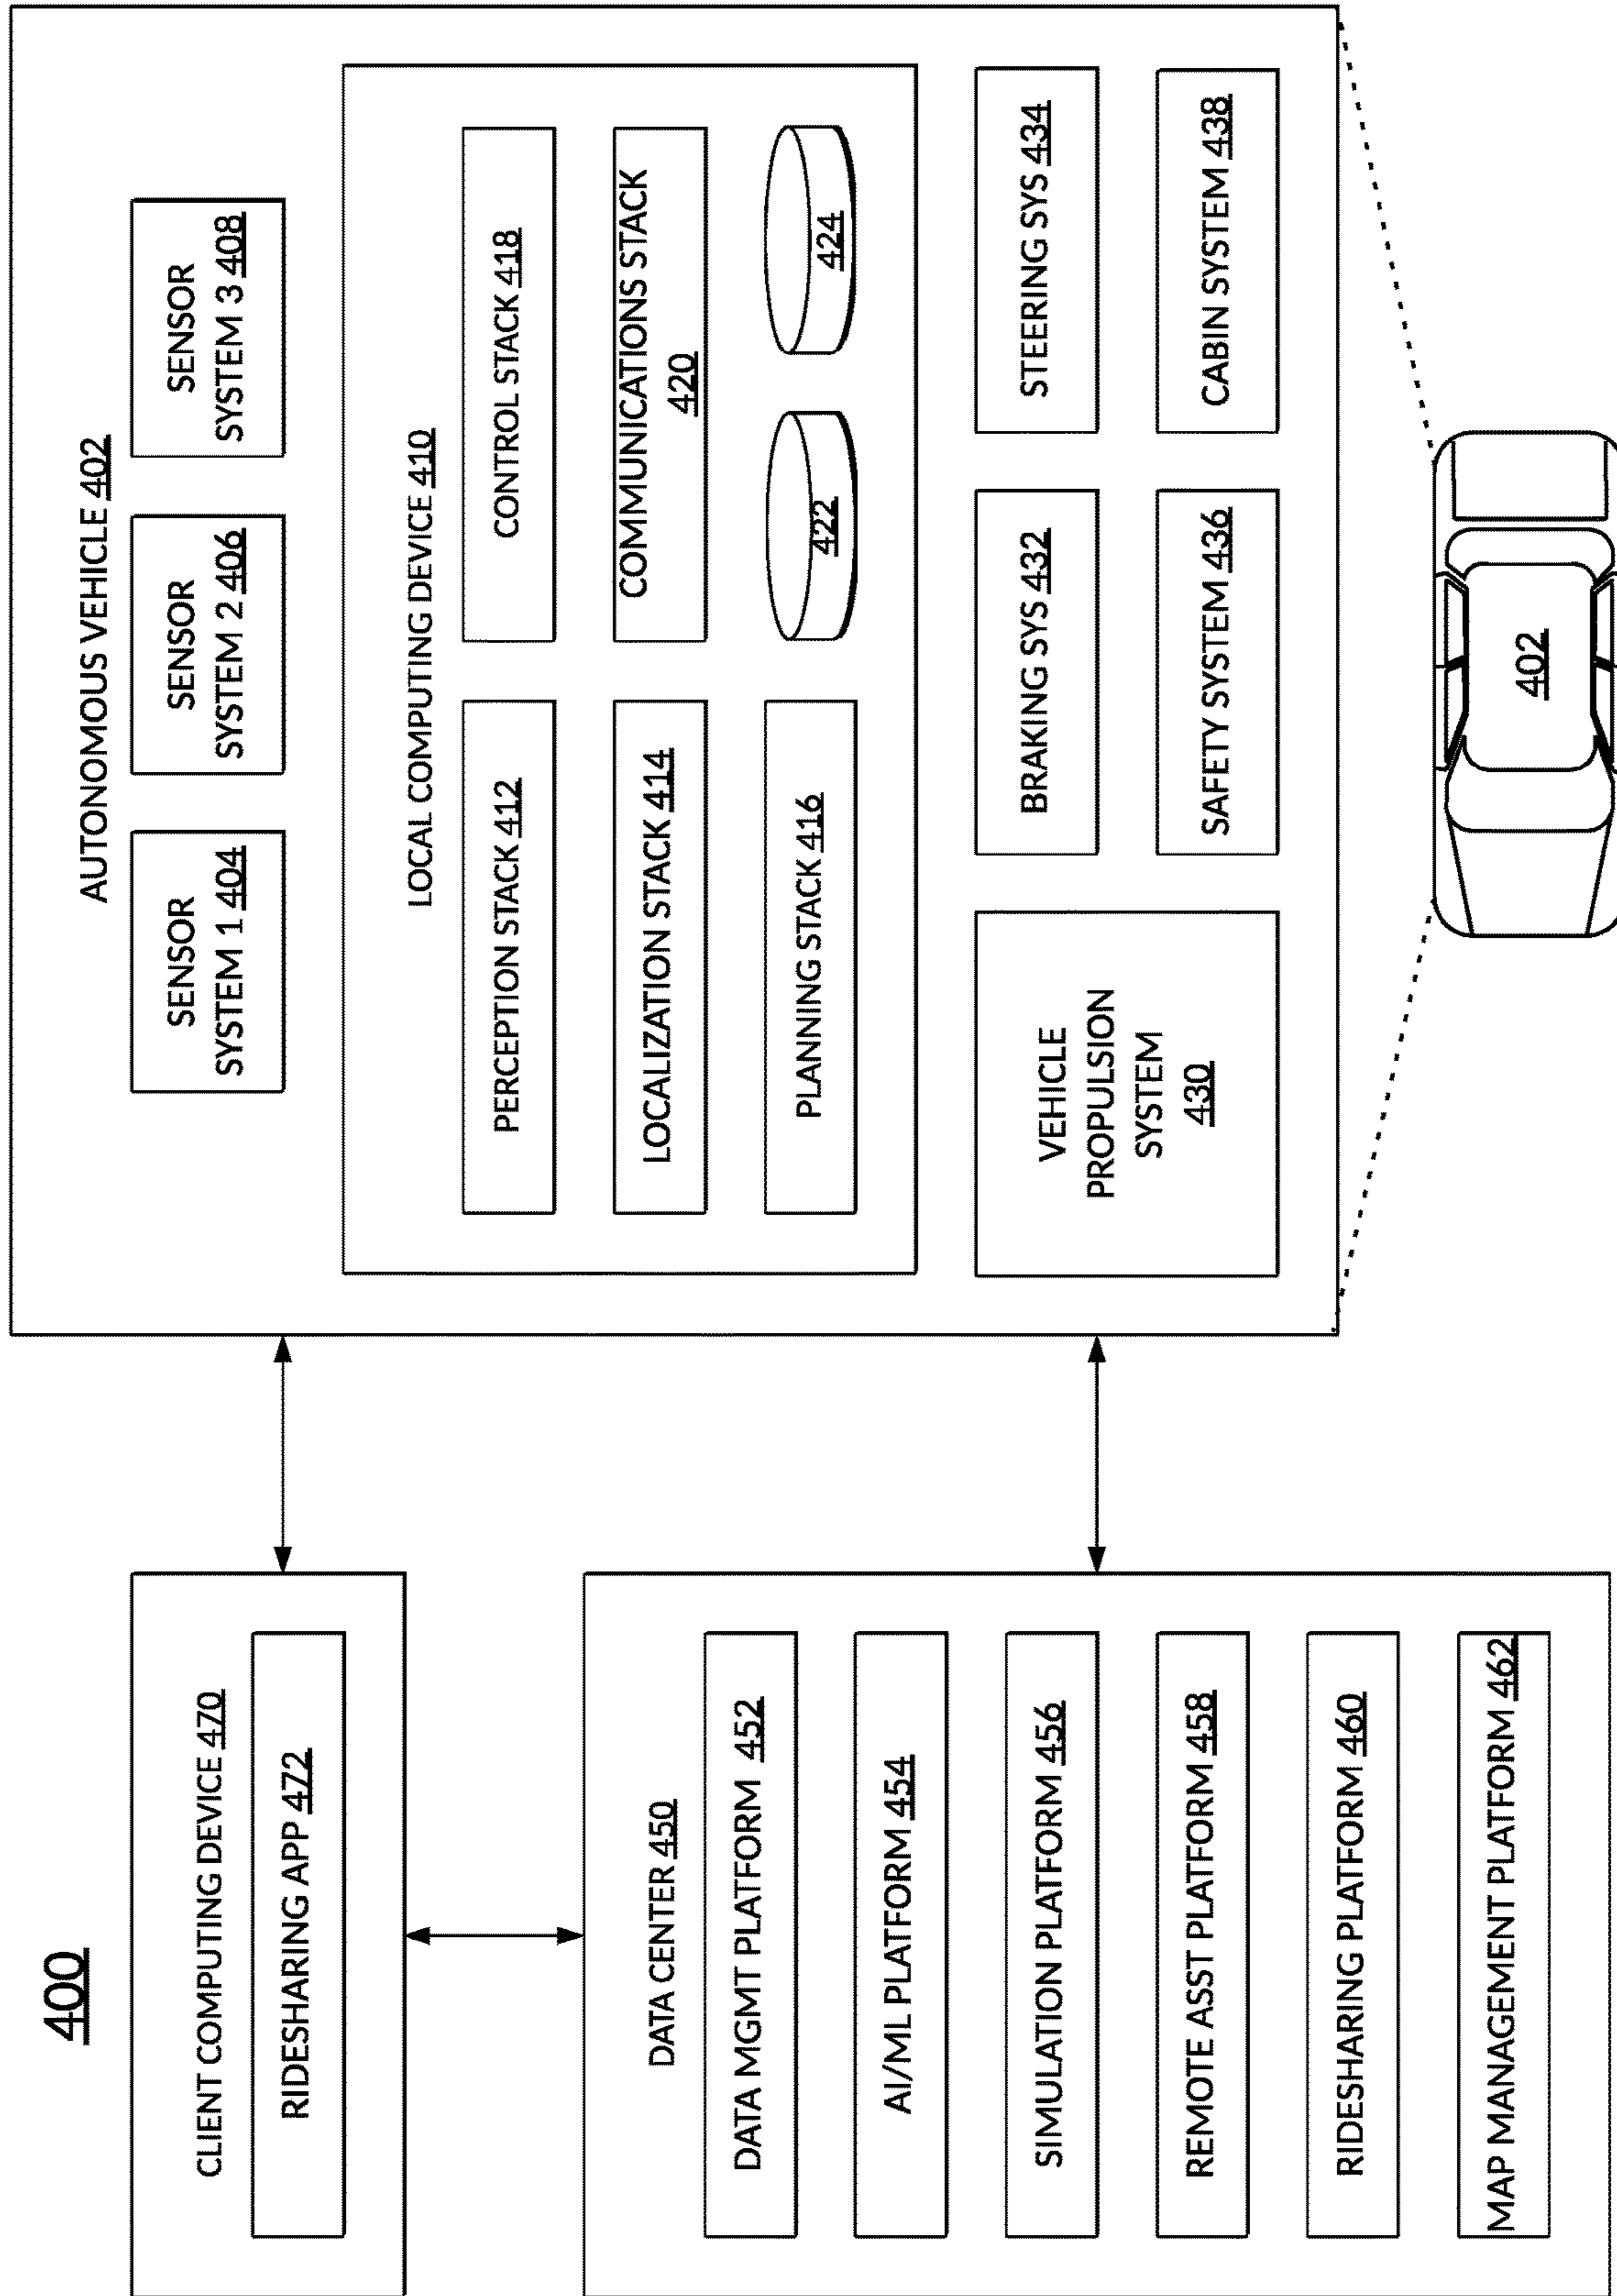 400
CLIENT COMPUTING DEVICE 470
RIDESHARING APP 472
DATA CENTER 450
DATA MGMT PLATFORM 452
AI/ML PLATFORM 454
SIMULATION PLATFORM 456
REMOTE ASST PLATFORM 458
RIDESHARING PLATFORM 460
MAP MANAGEMENT PLATFORM 462
AUTONOMOUS VEHICLE 402
SENSOR
SYSTEM 1 404
SENSOR
SYSTEM 2 406
SENSOR
SYSTEM 3 408
LOCAL COMPUTING DEVICE 410
PERCEPTION STACK 412
CONTROL STACK 418
LOCALIZATION STACK 414
COMMUNICATIONS STACK
420
PLANNING STACK 416
422
424
VEHICLE
PROPULSION
SYSTEM
430
BRAKING SYS 432
STEERING SYS 434
SAFETY SYSTEM 436
CABIN SYSTEM 438
402